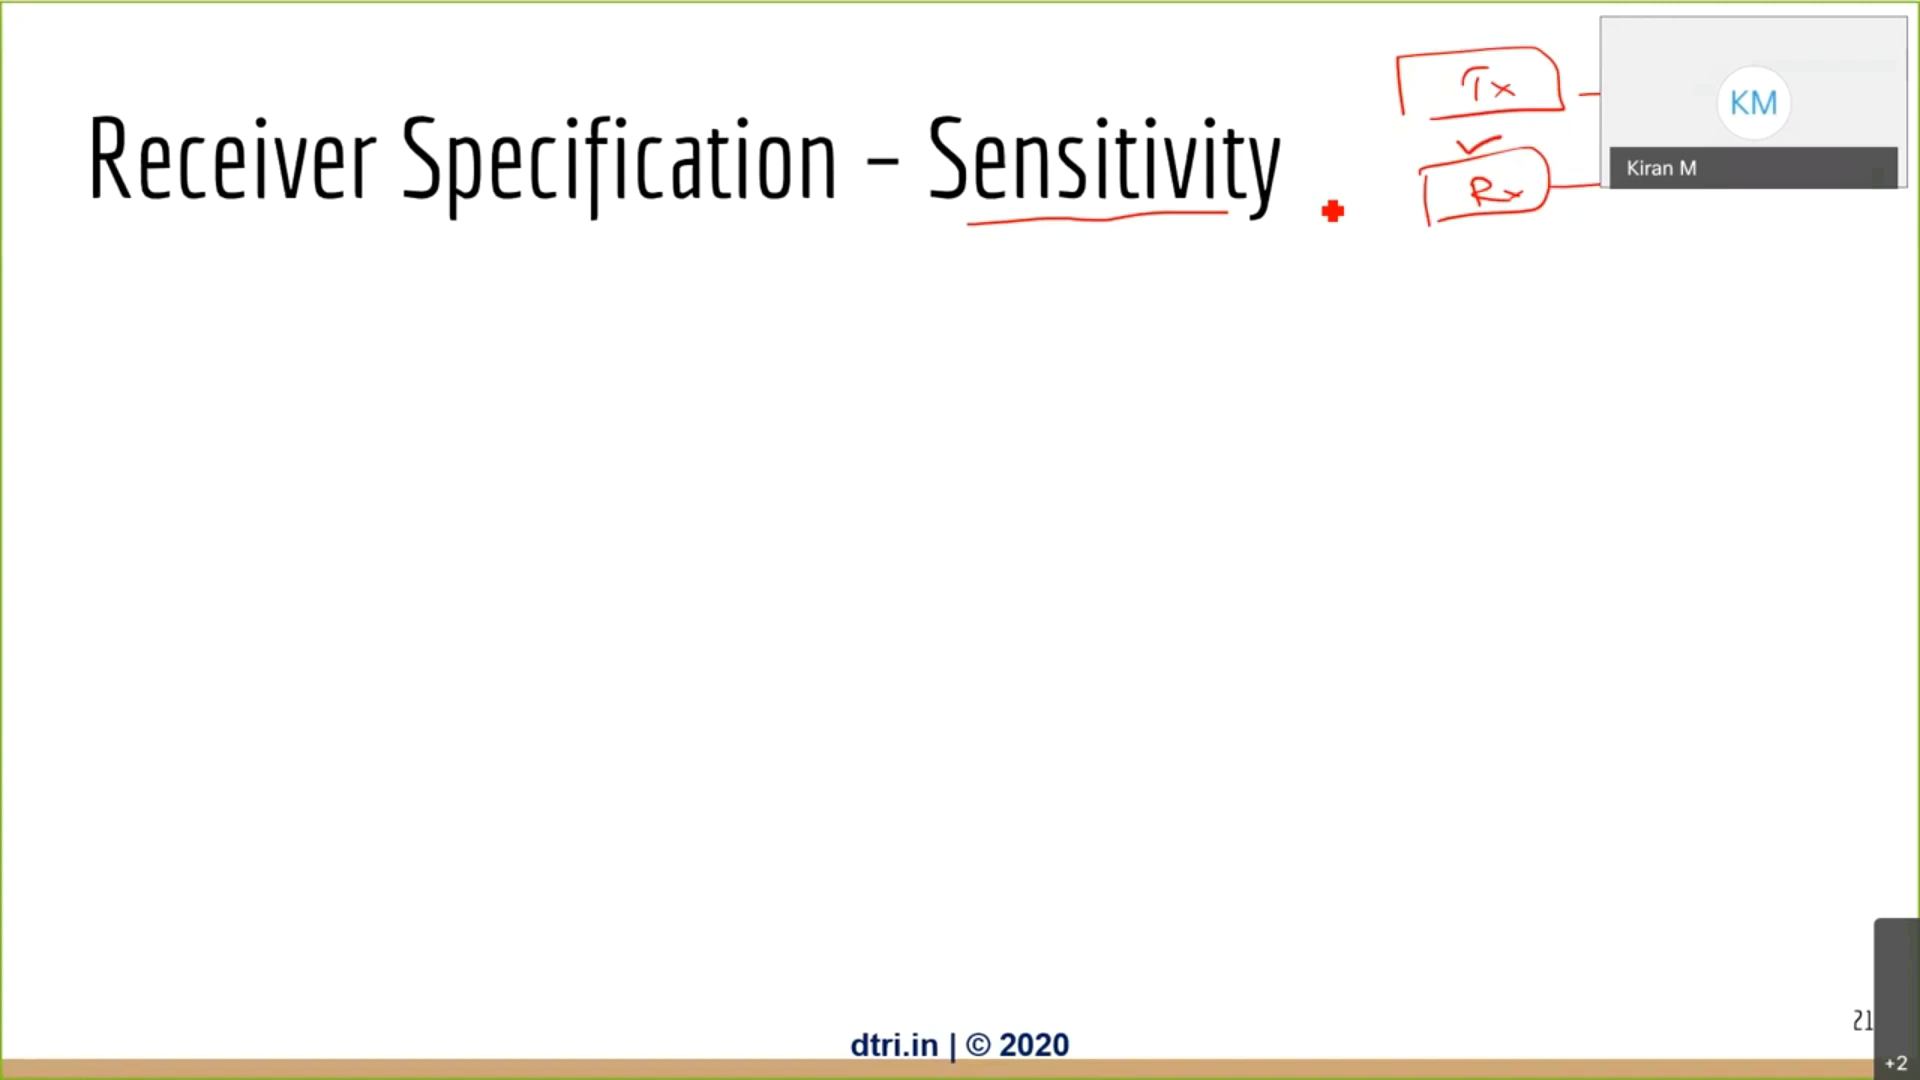 Tx
KM
Receiver Specification – Sensitivity
Kiran M
Rx
21
dtri.in | © 2020
+2